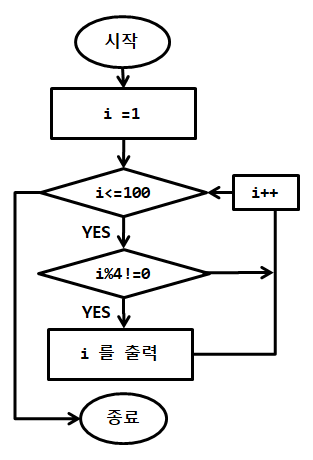 시작
i =1
i<=100
i++
YES
i%4!=0
YES
i 를 출력
종료